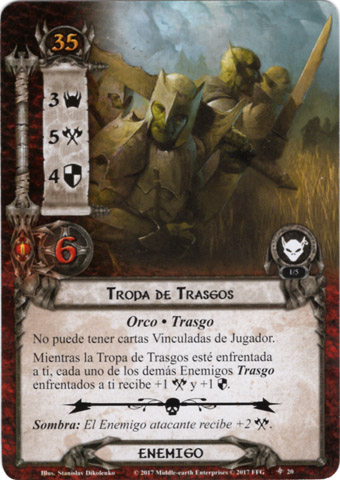 35
3
5
4
6
1/5
Tropa de Trasgos
Orco • Trasgo
No puede tener cartas Vinculadas de Jugador.
Mientras la Tropa de Trasgos esté enfrentada
a ti, cada uno de los demás Enemigos Trasgo
enfrentados a ti recibe +1 y +1 .
Sombra: El Enemigo atacante recibe +2 .
ENEMIGO
Illus. Stanislav Dikolenko © 2017 Middle-earth Enterprises © 2017 FFG 20